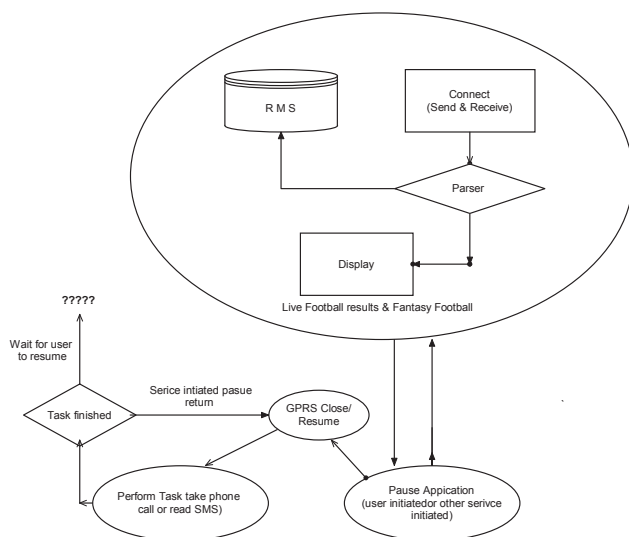 R M S
Connect
(Send & Receive)
Parser
Display
Live Football results & Fantasy Football
?????
Wait for user
to resume
Serice intiated pasue
return
Task finished
GPRS Close/
Resume
Perform Task take phone
call or read SMS)
Pause Appication
(user initiatedor other serivce
initiated)